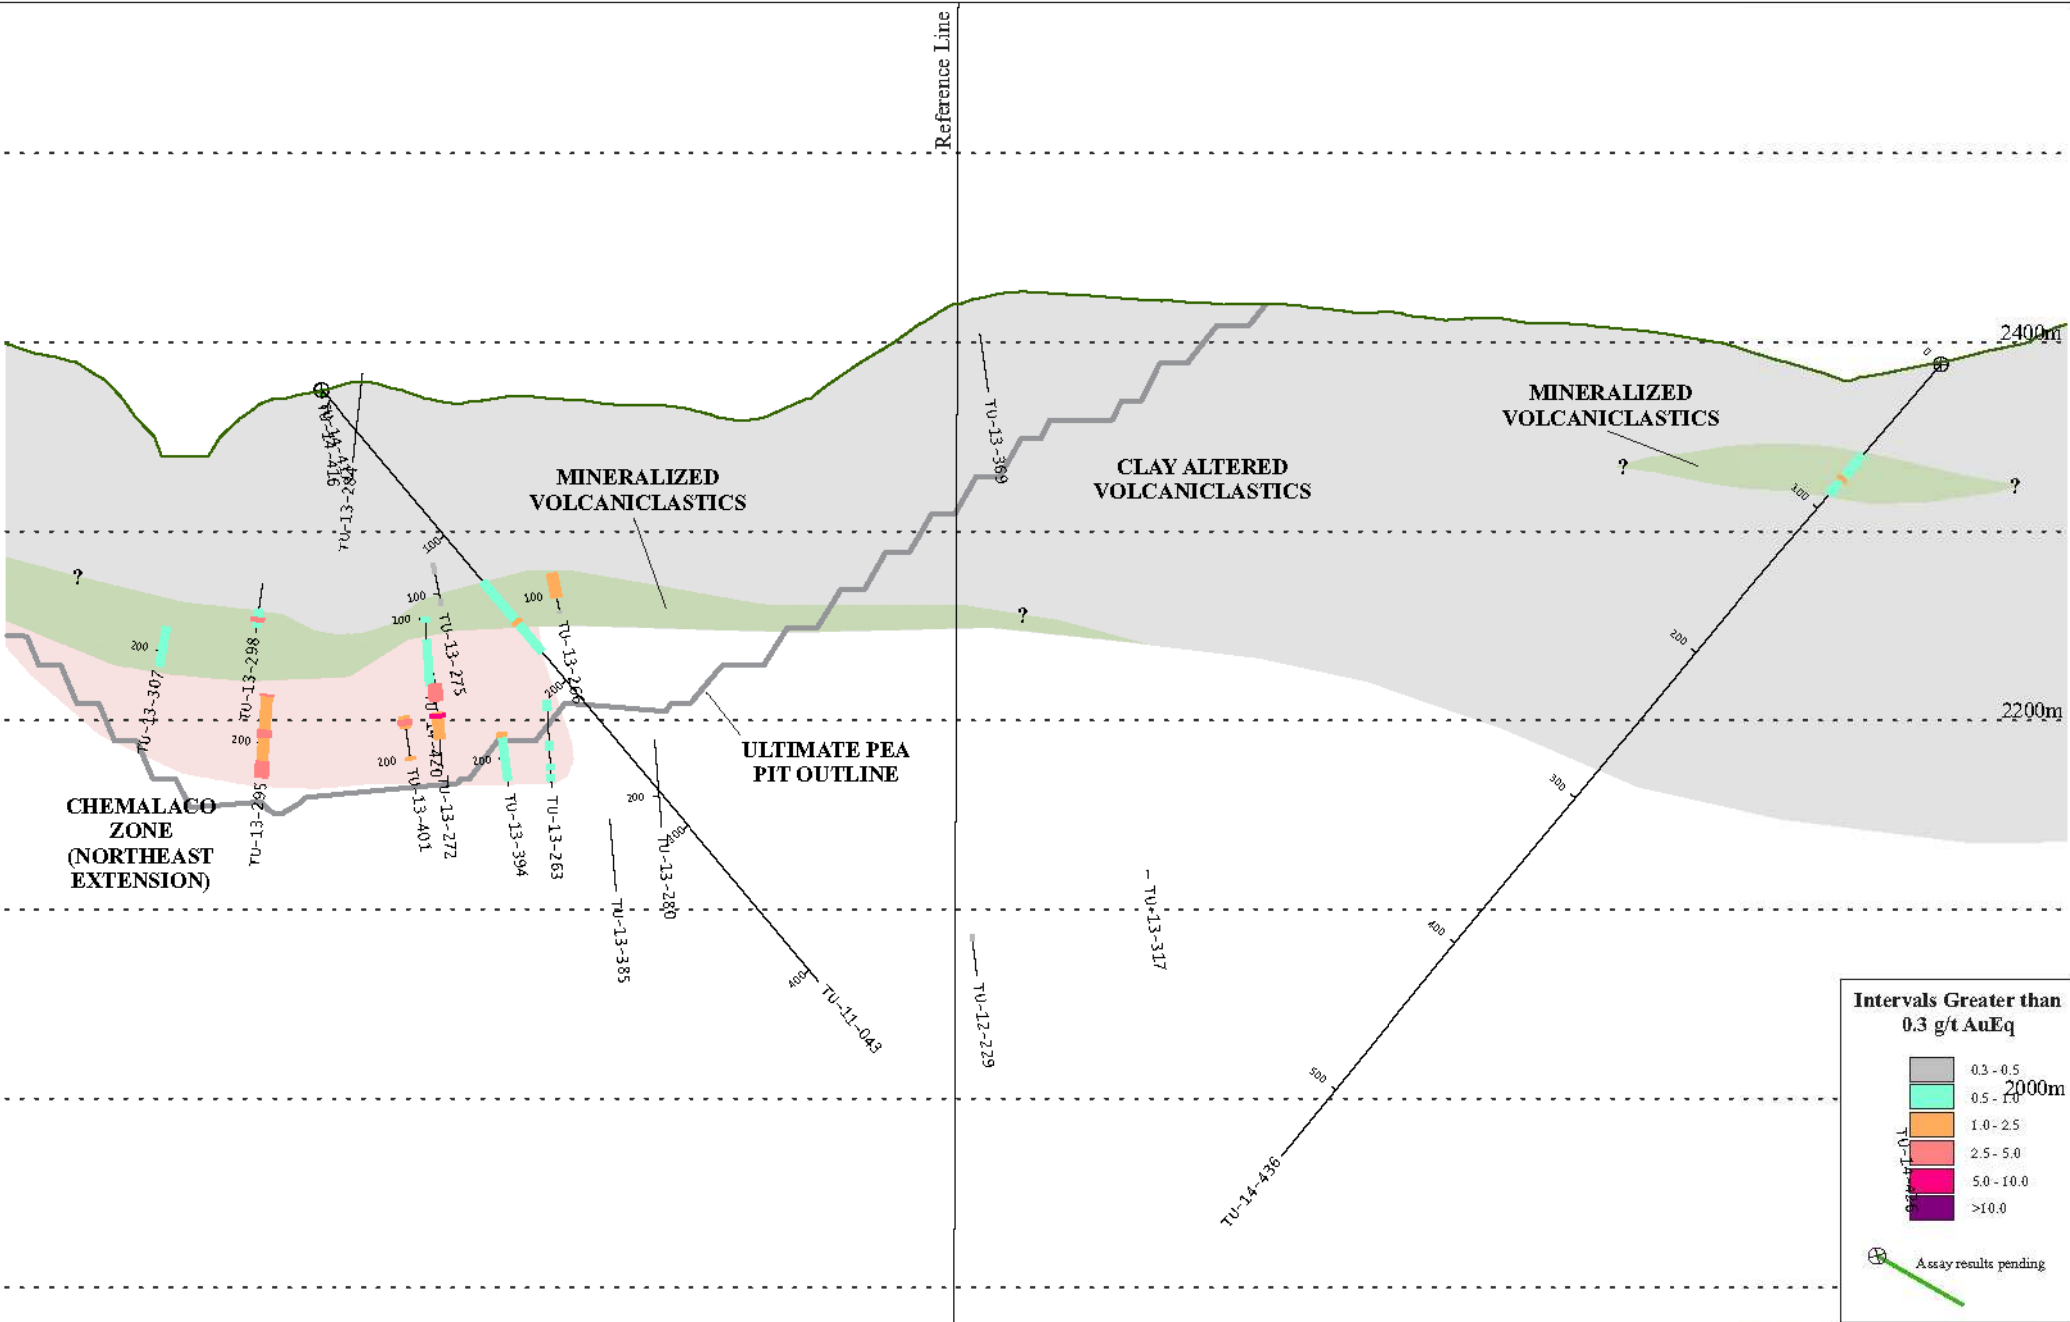 Reference Line
2400m
0
TU-14-416
TU-13-284
TU-13-369
MINERALIZED
VOLCANICLASTICS
CLAY ALTERED
VOLCANICLASTICS
MINERALIZED
VOLCANICLASTICS
?
?
100
100
?
100
100
100
?
200
TU-13-298
TU-13-275
TU-13-266
200
TU-13-307
200
200
200
200
2200m
ULTIMATE PEA
PIT OUTLINE
CHEMALACO
ZONE
(NORTHEAST
EXTENSION)
TU-13-295
TU-13-401
TU-13-272
TU-13-394
TU-13-263
200
300
TU-13-280
TU-13-385
TU-13-317
400
400
TU-11-043
TU-12-229
500
TU-14-436
Intervals Greater than
0.3 g/t AuEq
0.3 - 0.5
2000m
0.5 - 1.0
1.0 - 2.5
2.5 - 5.0
5.0 - 10.0
>10.0
Assay results pending